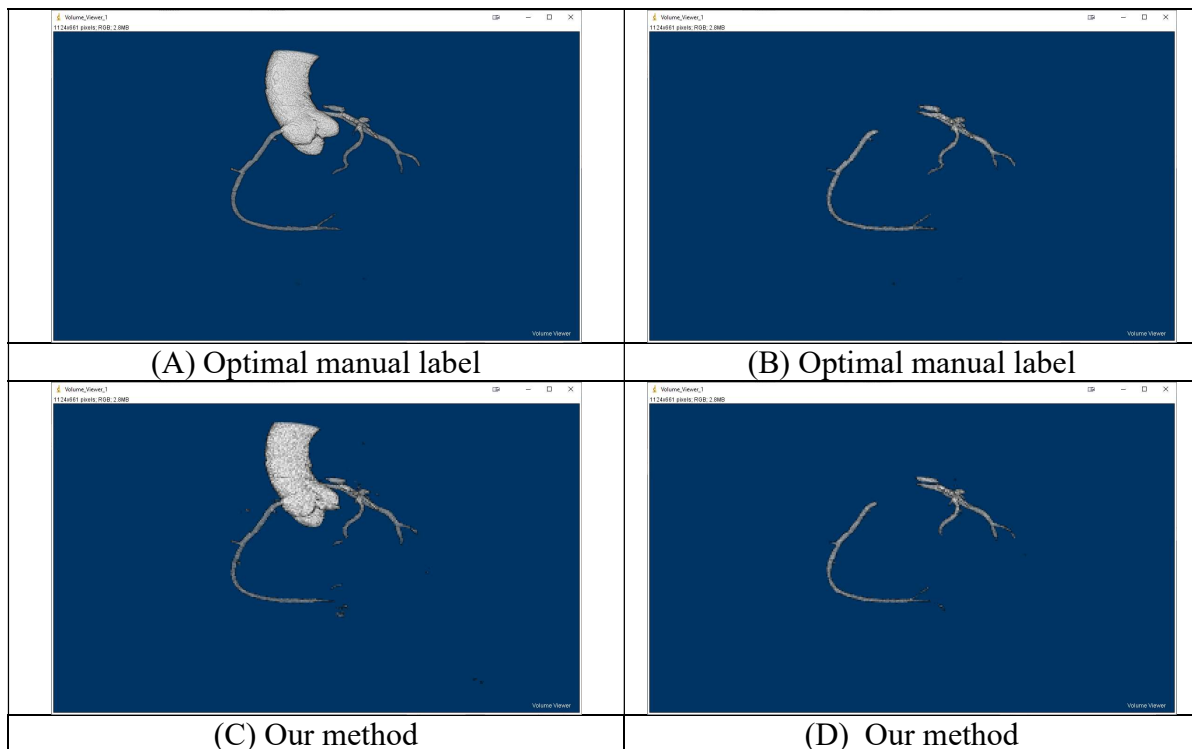 Volume_Viewer_1
1124x661 pixels; RGB; 2.8MB
Volume Viewer
Volume_Viewer_1
1124x661 pixels; RGB; 2.8MB
Volume Viewer
(A) Optimal manual label
(B) Optimal manual label
Volume_Viewer_1
1124x661 pixels; RGB; 2.8MB
Volume Viewer
Volume_Viewer_1
1124x661 pixels; RGB; 2.8MB
Volume Viewer
(C) Our method
(D) Our method